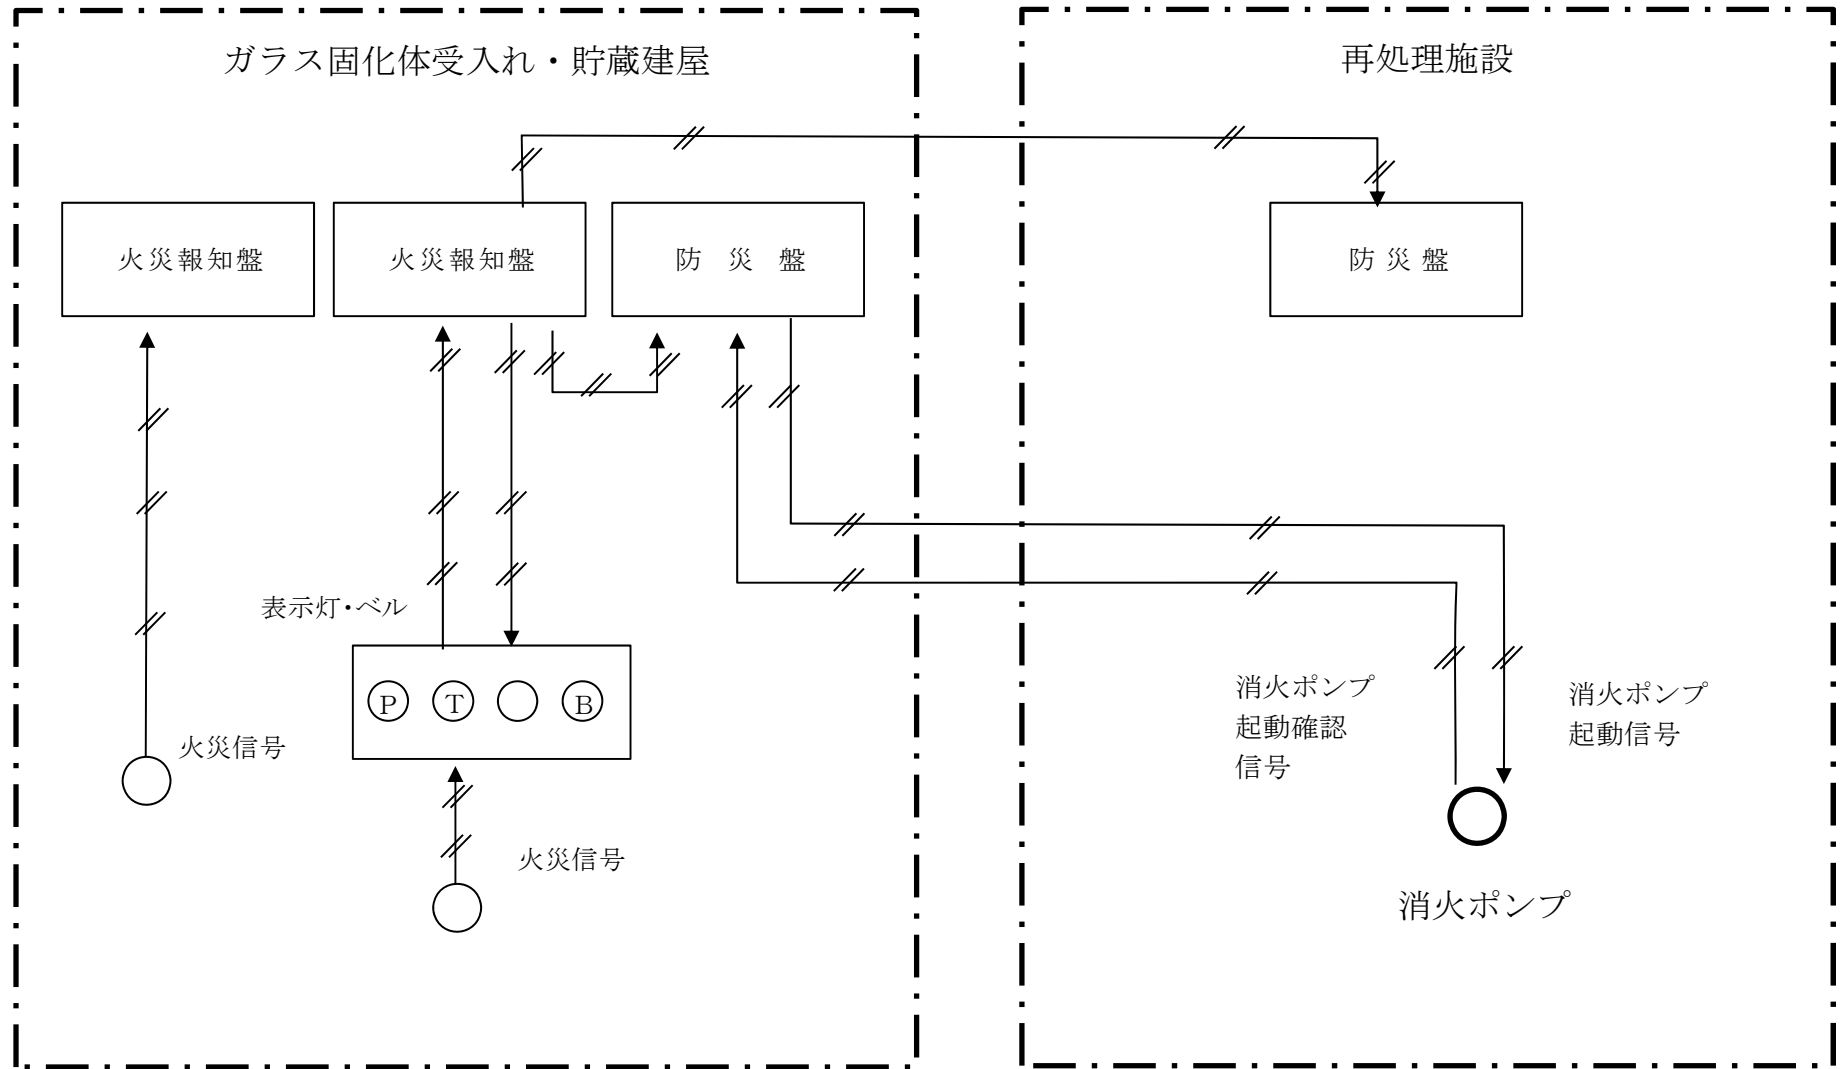 ガラス固化体受入れ・貯蔵建屋
再処理施設
火災報知盤
火災報知盤
防災盤
防災盤
表示灯・ベル
P
T
B
火災信号
火災信号
消火ポンプ
起動確認
信号
消火ポンプ
起動信号
消火ポンプ